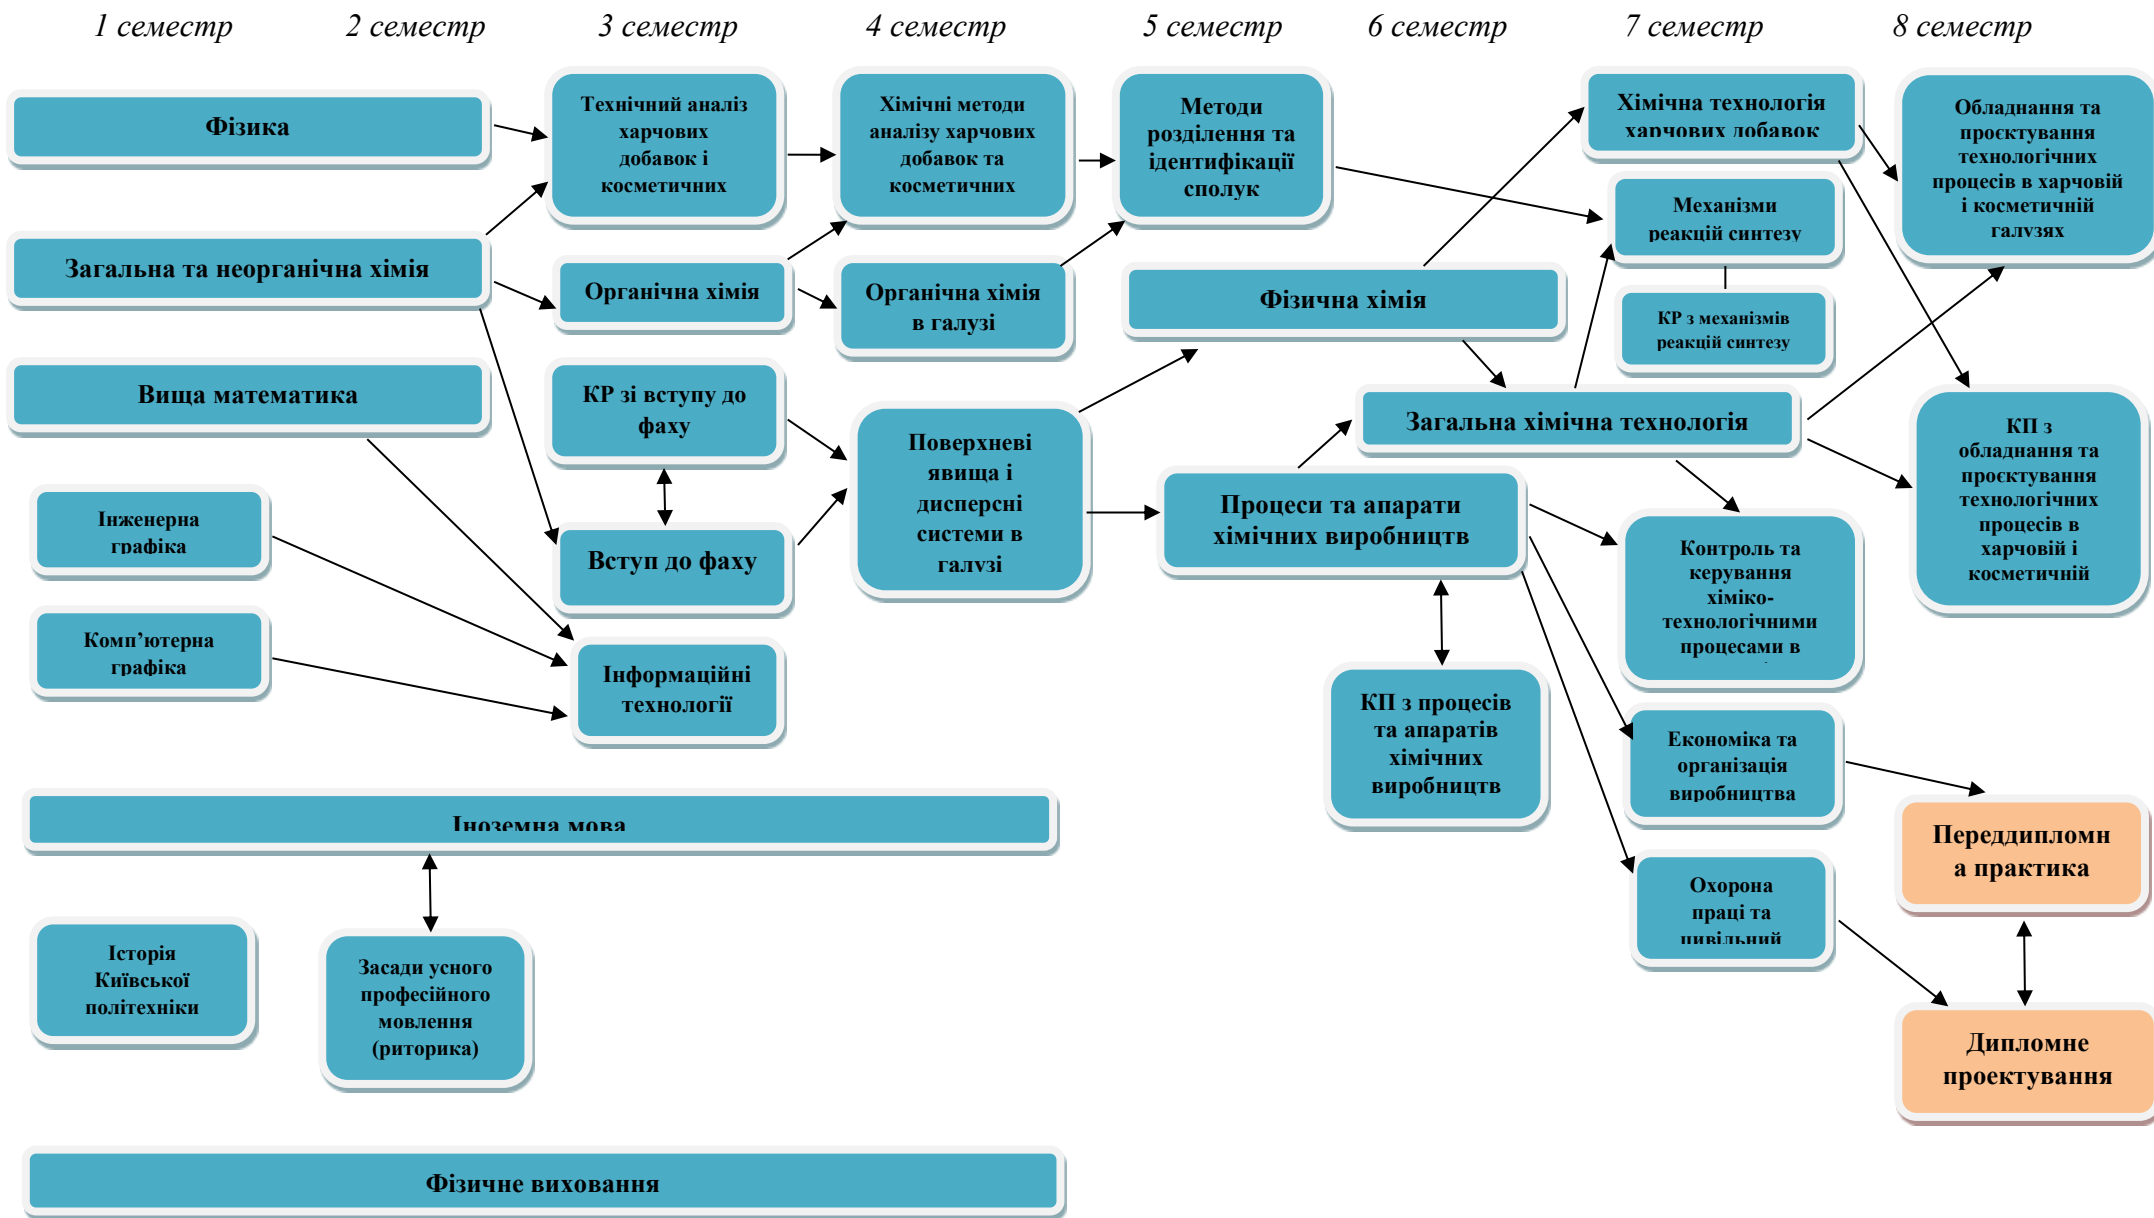 1 семестр
2 семестр
3 семестр
4 семестр
5 семестр
6 семестр
7 семестр
8 семестр
Фізика
Загальна та неорганічна хімія
Вища математика
Інженерна
графіка
Комп’ютерна
графіка
Іноземна мова
Історія
Київської
політехніки
Засади усного
професійного
мовлення
(риторика)
Фізичне виховання
Технічний аналіз
харчових
добавок і
косметичних
Органічна хімія
КР зі вступу до
фаху
Вступ до фаху
Інформаційні
технології
Хімічні методи
аналізу харчових
добавок та
косметичних
Органічна хімія
в галузі
Поверхневі
явища і
дисперсні
системи в
галузі
Методи
розділення та
ідентифікації
сполук
Фізична хімія
Загальна хімічна технологія
Процеси та апарати
хімічних виробництв
КП з процесів
та апаратів
хімічних
виробництв
Хімічна технологія
харчових добавок
Механізми
реакцій синтезу
КР з механізмів
реакцій синтезу
Контроль та
керування
хіміко-
технологічними
процесами в
Економіка та
організація
виробництва
Охорона
праці та
цивільний
Обладнання та
проєктування
технологічних
процесів в харчовій
і косметичній
галузях
КП з
обладнання та
проєктування
технологічних
процесів в
харчовій і
косметичній
Переддипломн
а практика
Дипломне
проектування